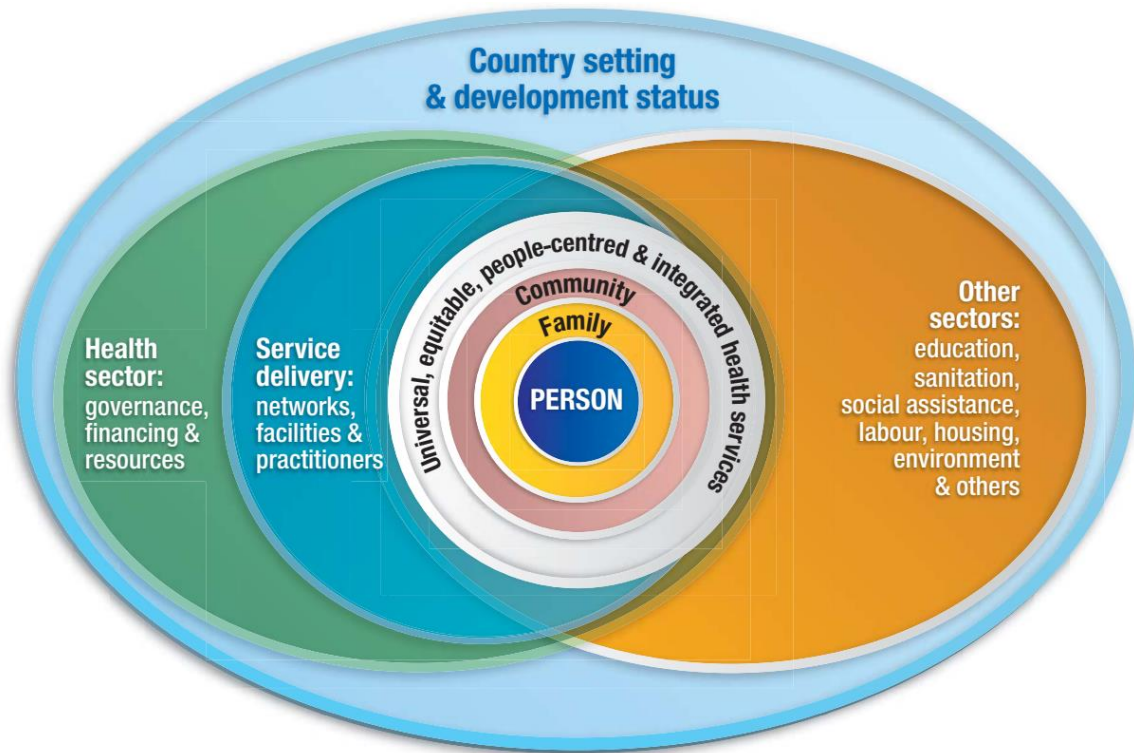 Country setting
& development status
Health
sector:
governance,
financing &
resources
Service
delivery:
networks,
facilities &
practitioners
Universal, equitable, people-centred & integrated health services
Community
Family
PERSON
Other
sectors:
education,
sanitation,
social assistance,
labour, housing,
environment
& others